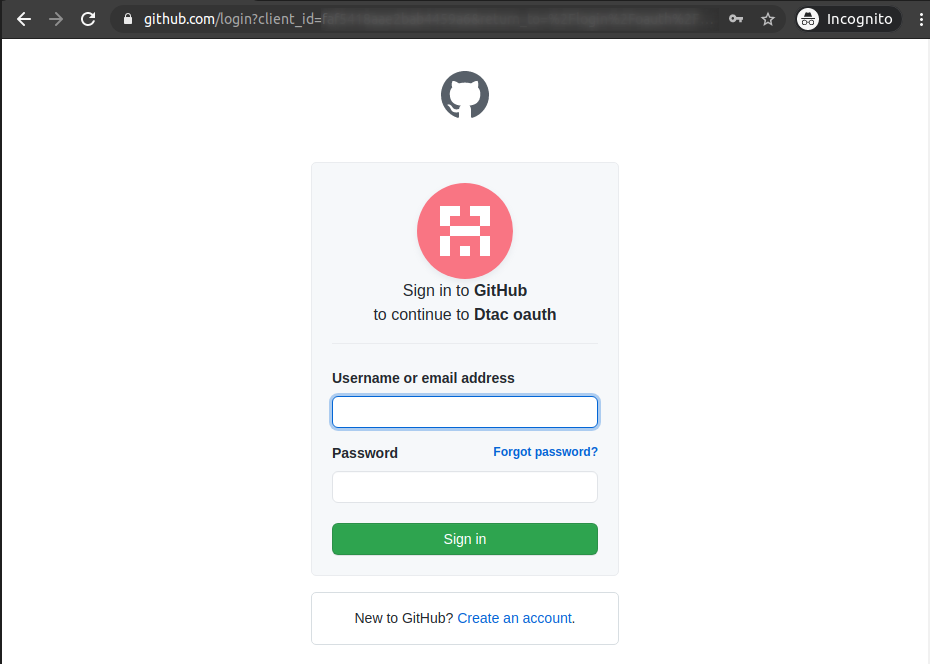 github.com/login?client_id=
Incognito
Sign in to GitHub
to continue to Dtac oauth
Username or email address
Password
Forgot password?
Sign in
New to GitHub? Create an account.